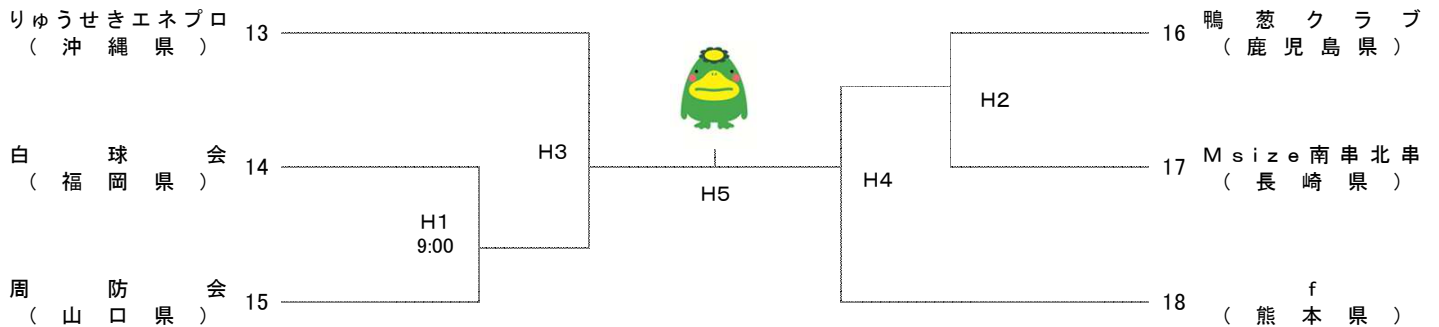 りゅうせきエネプロ
（沖縄県）
13
白球会
（福岡県）
14
周防会
（山口県）
15
H1
9:00
H3
H5
H4
H2
16
鴨葱クラブ
（鹿児島県）
17
Msize南串北串
（長崎県）
18
f
（熊本県）